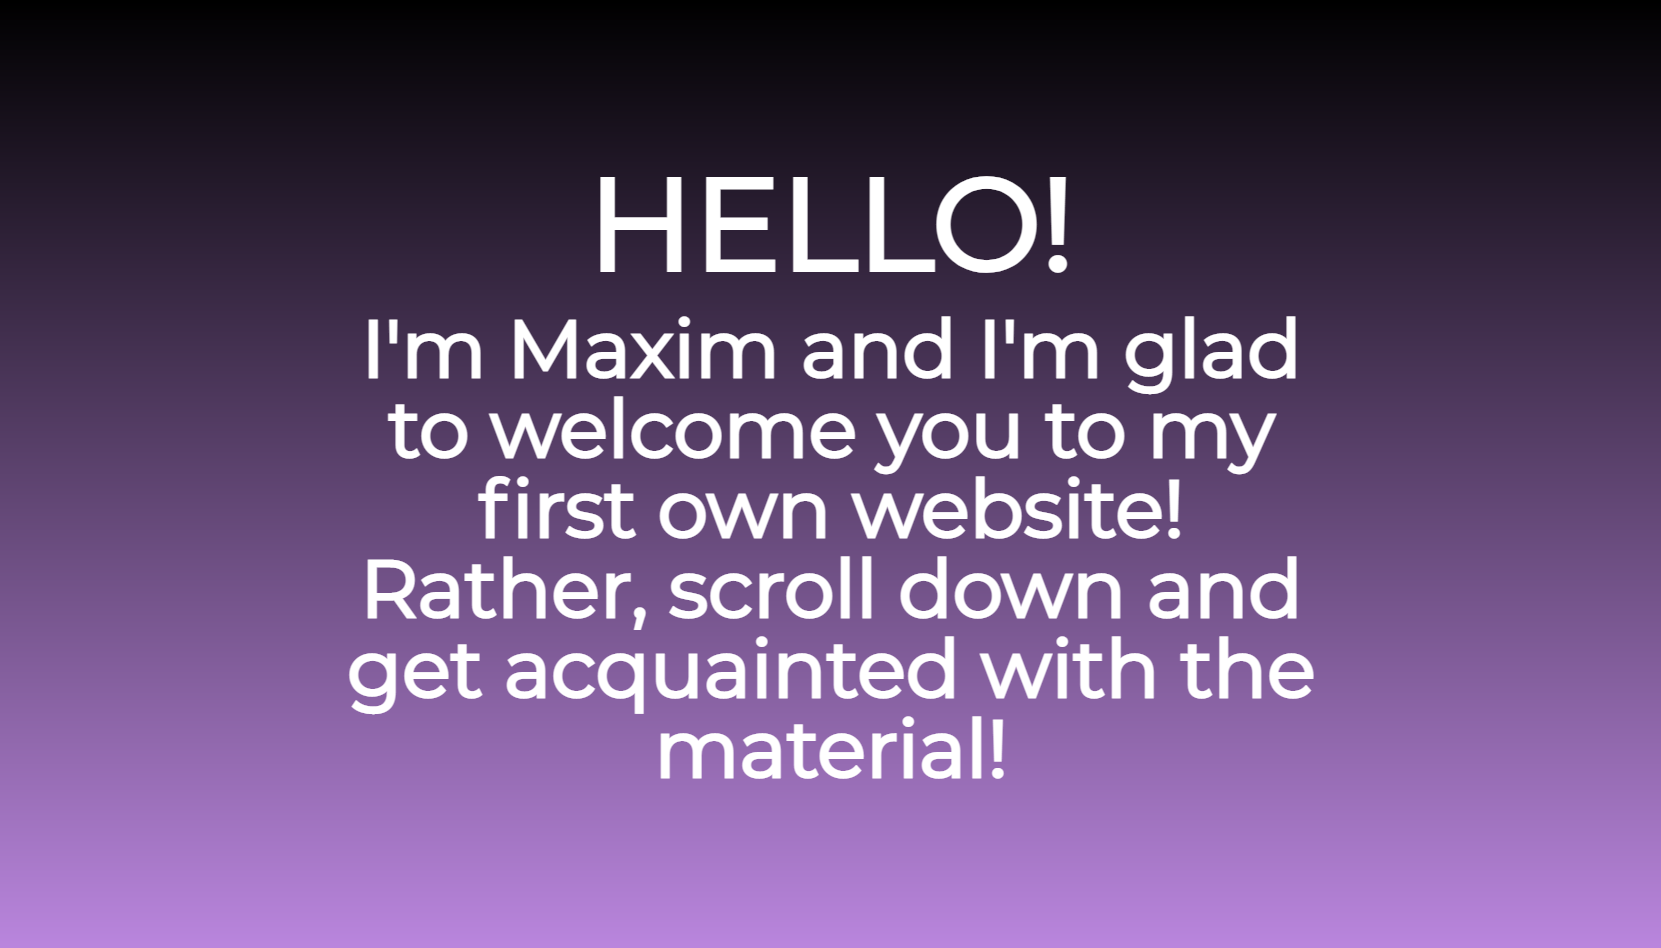 HELLO!
I'm Maxim and I'm glad
to welcome you to my
first own website!
Rather, scroll down and
get acquainted with the
material!